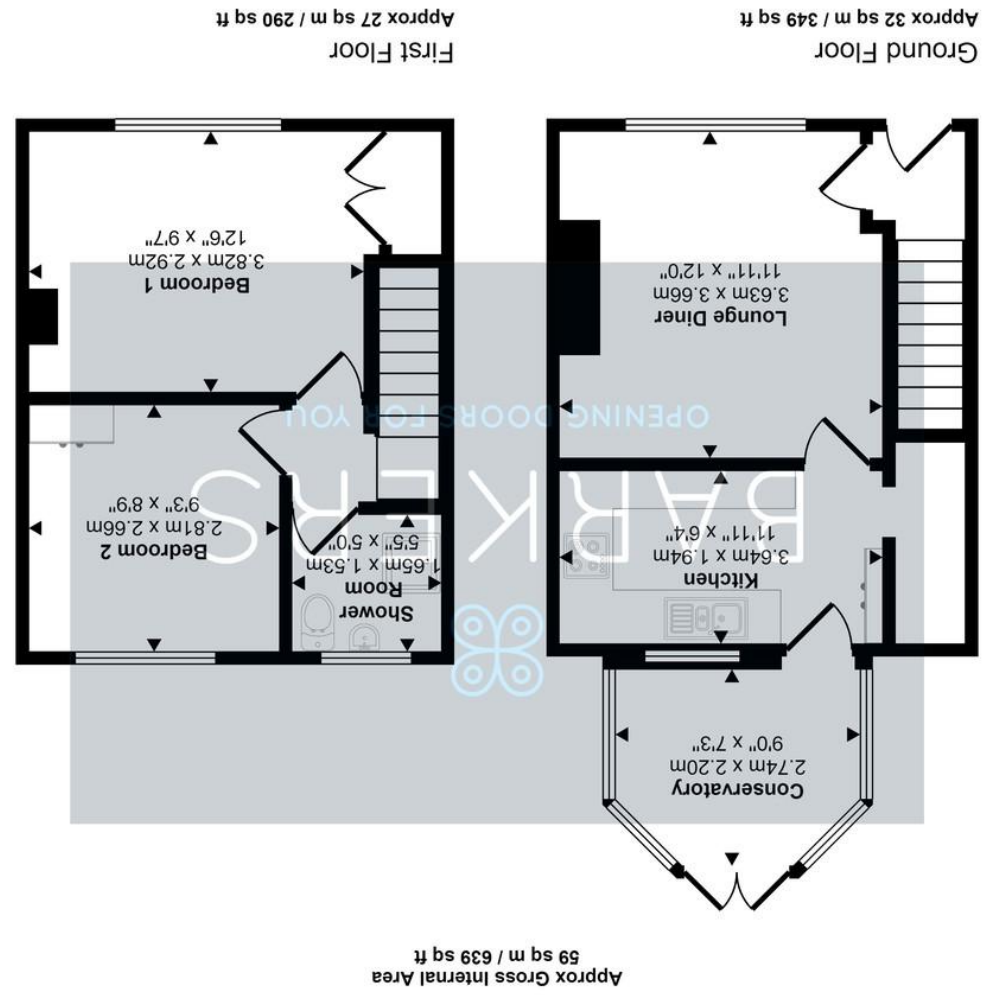 Approx Gross Internal Area
59 sq m / 639 sq ft
Conservatory
2.74m x 2.20m
9'0" x 7'3"
Kitchen
3.64m x 1.94m
11'11" x 6'4"
Lounge Diner
3.63m x 3.66m
11'11" x 12'0"
Ground Floor
Approx 32 sq m / 349 sq ft
Shower
Room
1.65m x 1.53m
5'5" x 5'0"
Bedroom 2
2.81m x 2.66m
9'3" x 8'9"
Bedroom 1
3.82m x 2.92m
12'6" x 9'7"
First Floor
Approx 27 sq m / 290 sq ft
BARKERS
OPENING DOORS FOR YOU